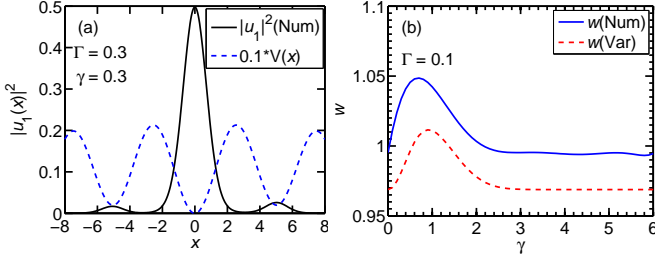 (a)
|u₁|²(Num)
0.1*V(x)
Γ = 0.3
γ = 0.3
|u₁(x)|²
0.5
0.4
0.3
0.2
0.1
0
−8 −6 −4 −2 0 2 4 6 8
x
(b)
w(Num)
w(Var)
Γ = 0.1
w
1.1
1.05
1
0.95
0 1 2 3 4 5 6
γ